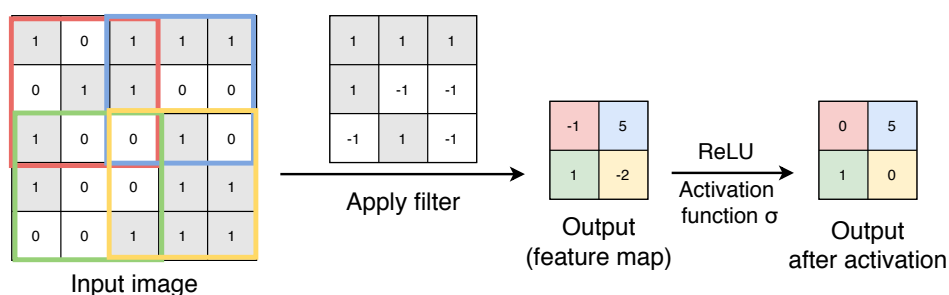 1 0 1 1 1
0 1 1 0 0
1 0 0 1 0
1 0 0 1 1
0 0 1 1 1
Input image
1 1 1
1 -1 -1
-1 1 -1
Apply filter
-1 5
1 -2
Output
(feature map)
ReLU
Activation
function σ
0 5
1 0
Output
after activation